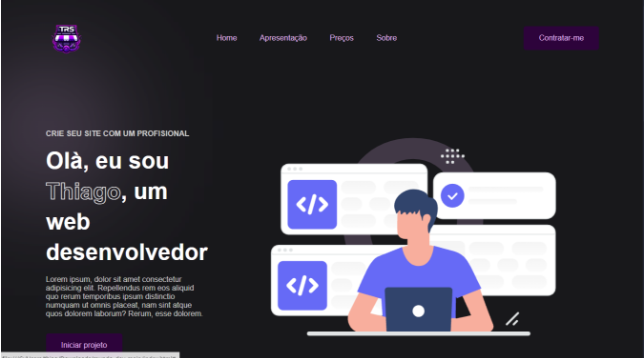 TRS
Home
Apresentação
Preços
Sobre
Contratar-me
CRIE SEU SITE COM UM PROFISIONAL
Olà, eu sou
Thiago, um
web
desenvolvedor
Lorem ipsum, dolor sit amet consectetur
adipisicing elit. Repellendus rem eos aliquid
quo rerum temporibus ipsum distinctio
numquam ut omnis placeat, nam sint atque
quos dolorem laborum? Rerum, esse dolorem.
</>
</>
Iniciar projeto